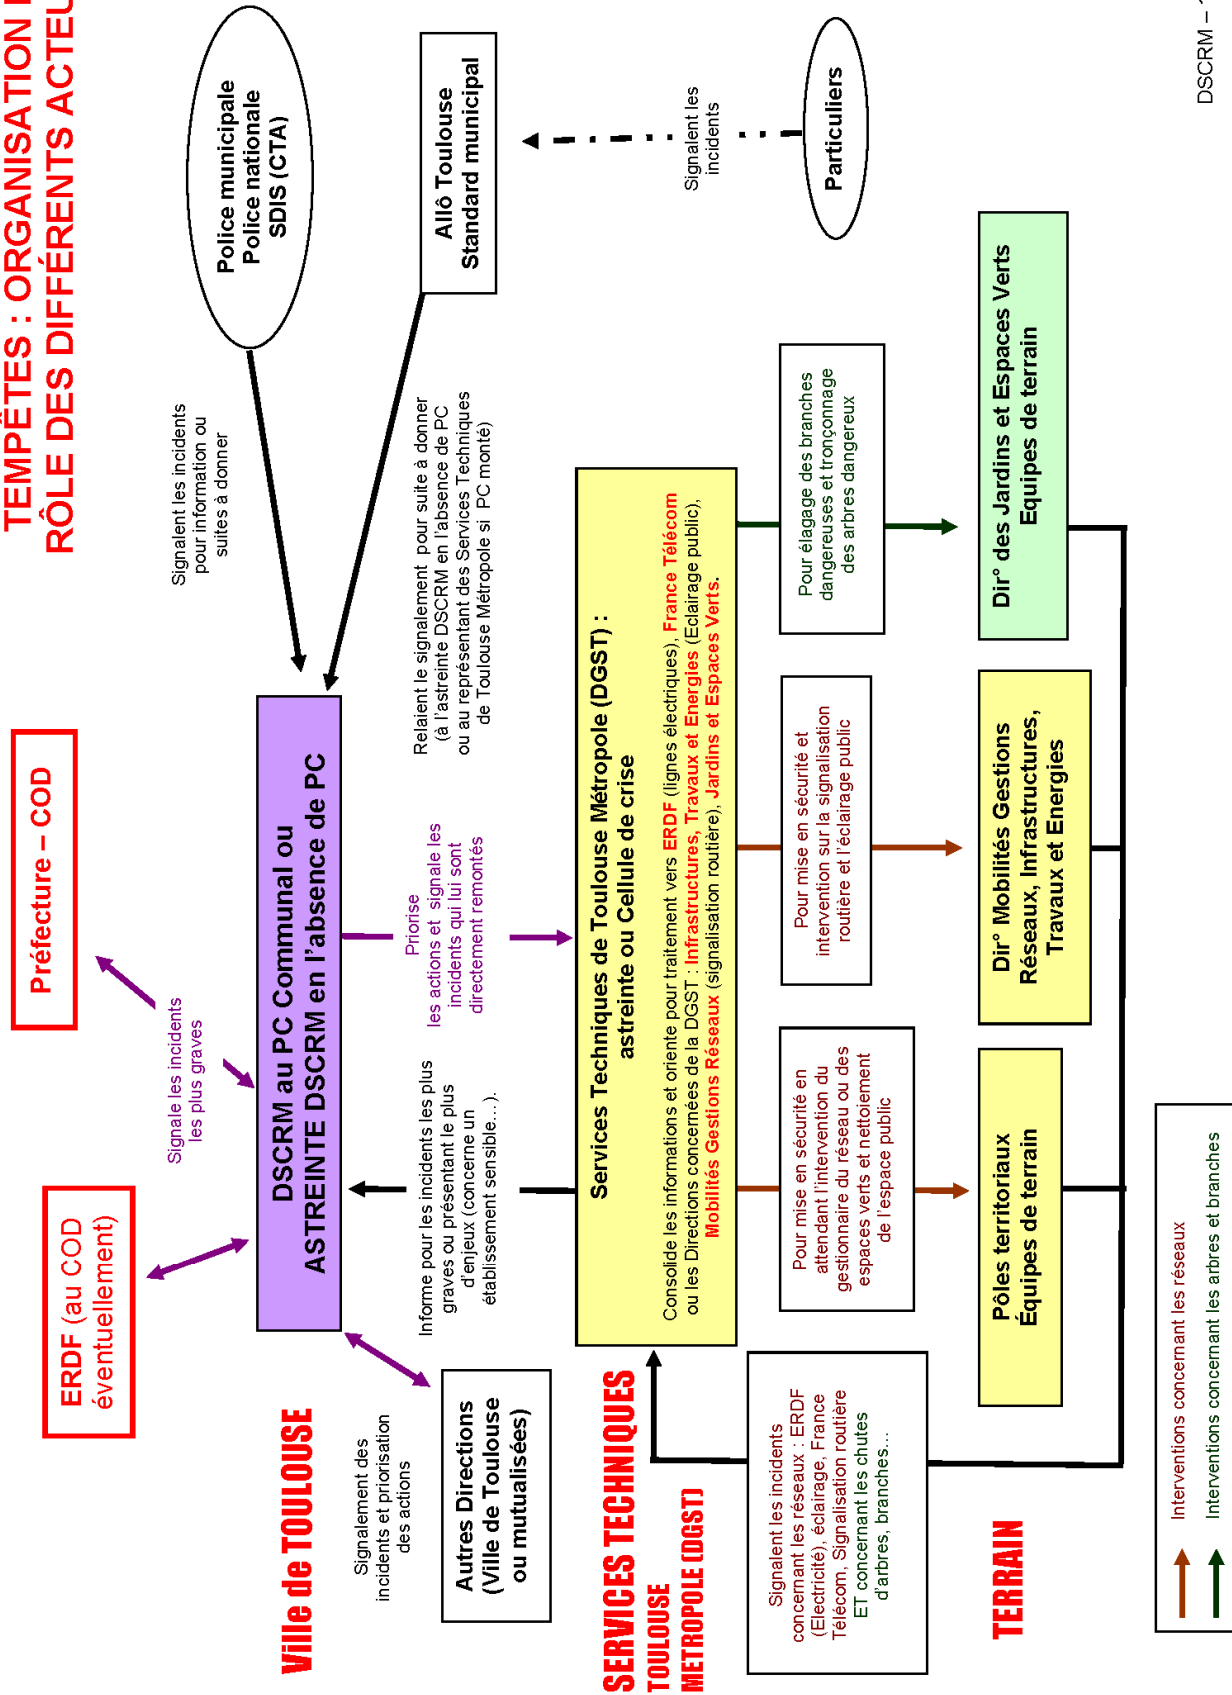 TEMPÊTES : ORGANISATION
RÔLE DES DIFFÉRENTS ACTEU
ERDF (au COD
éventuellement)
Préfecture – COD
Signale les incidents
les plus graves
Signalent les incidents
pour information ou
suites à donner
Police municipale
Police nationale
SDIS (CTA)
Ville de TOULOUSE
DSCRM au PC Communal ou
ASTREINTE DSCRM en l'absence de PC
Signalement des
incidents et priorisation
des actions
Informe pour les incidents les plus
graves ou présentant le plus
d'enjeux (concerne un
établissement sensible...).
Priorise
les actions et signale les
incidents qui lui sont
directement remontés
Relaient le signalement pour suite à donner
(à l'astreinte DSCRM en l'absence de PC
ou au représentant des Services Techniques
de Toulouse Métropole si PC monté)
Allô Toulouse
Standard municipal
Autres Directions
(Ville de Toulouse
ou mutualisées)
SERVICES TECHNIQUES
TOULOUSE
METROPOLE (DGST)
Services Techniques de Toulouse Métropole (DGST) :
astreinte ou Cellule de crise
Consolide les informations et oriente pour traitement vers ERDF (lignes électriques), France Télécom
ou les Directions concernées de la DGST : Infrastructures, Travaux et Energies (Eclairage public),
Mobilités Gestions Réseaux (signalisation routière), Jardins et Espaces Verts.
Signalent les
incidents
Signalent les incidents
concernant les réseaux : ERDF
(Electricité), éclairage, France
Télécom, Signalisation routière
ET concernant les chutes
d'arbres, branches...
Pour mise en sécurité en
attendant l'intervention du
gestionnaire du réseau ou des
espaces verts et nettoiement
de l'espace public
Pour mise en sécurité et
intervention sur la signalisation
routière et l'éclairage public
Pour élagage des branches
dangereuses et tronçonnage
des arbres dangereux
Particuliers
TERRAIN
Pôles territoriaux
Équipes de terrain
Dir° Mobilités Gestions
Réseaux, Infrastructures,
Travaux et Energies
Dir° des Jardins et Espaces Verts
Equipes de terrain
Interventions concernant les réseaux
Interventions concernant les arbres et branches
DSCRM –